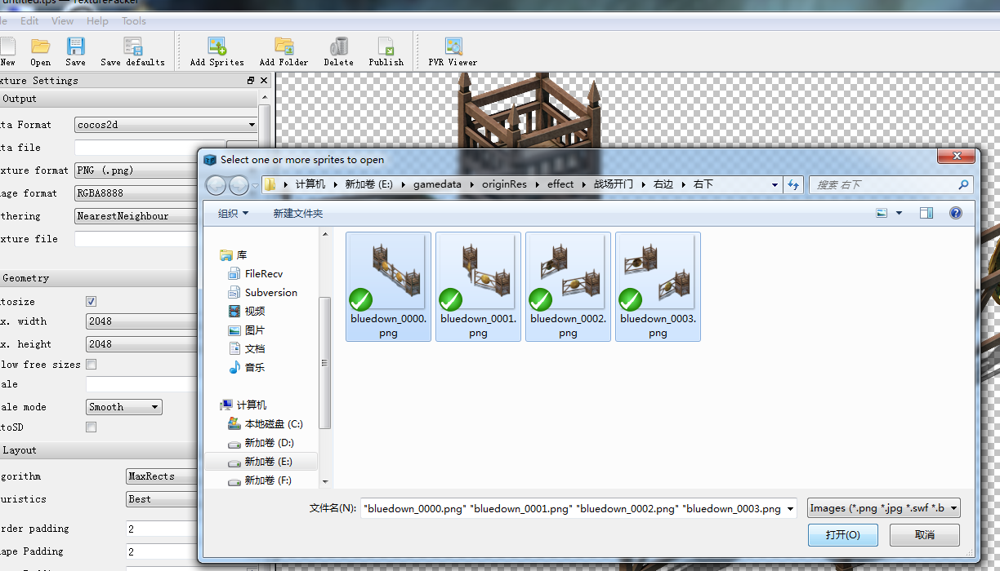 untitled.tps — TexturePacker
le Edit View Help Tools
New Open Save Save defaults Add Sprites Add Folder Delete Publish PVR Viewer
xture Settings
Output
ta Format cocos2d
ta file
xture format PNG (.png)
age format RGBA8888
thering NearestNeighbour
xture file
Geometry
tosize
x. width 2048
x. height 2048
low free sizes
ale
ale mode Smooth
toSD
Layout
gorithm MaxRects
uristics Best
rder padding 2
ape Padding 2
Select one or more sprites to open
计算机 新加卷 (E:) gamedata originRes effect 战场开门 右边 右下
搜索 右下
组织 新建文件夹
库
FileRecv
Subversion
视频
图片
文档
音乐
计算机
本地磁盘 (C:)
新加卷 (D:)
新加卷 (E:)
新加卷 (F:)
bluedown_0000.
png
bluedown_0001.
png
bluedown_0002.
png
bluedown_0003.
png
文件名(N): "bluedown_0000.png" "bluedown_0001.png" "bluedown_0002.png" "bluedown_0003.png
Images (*.png *.jpg *.swf *.b
打开(O) 取消